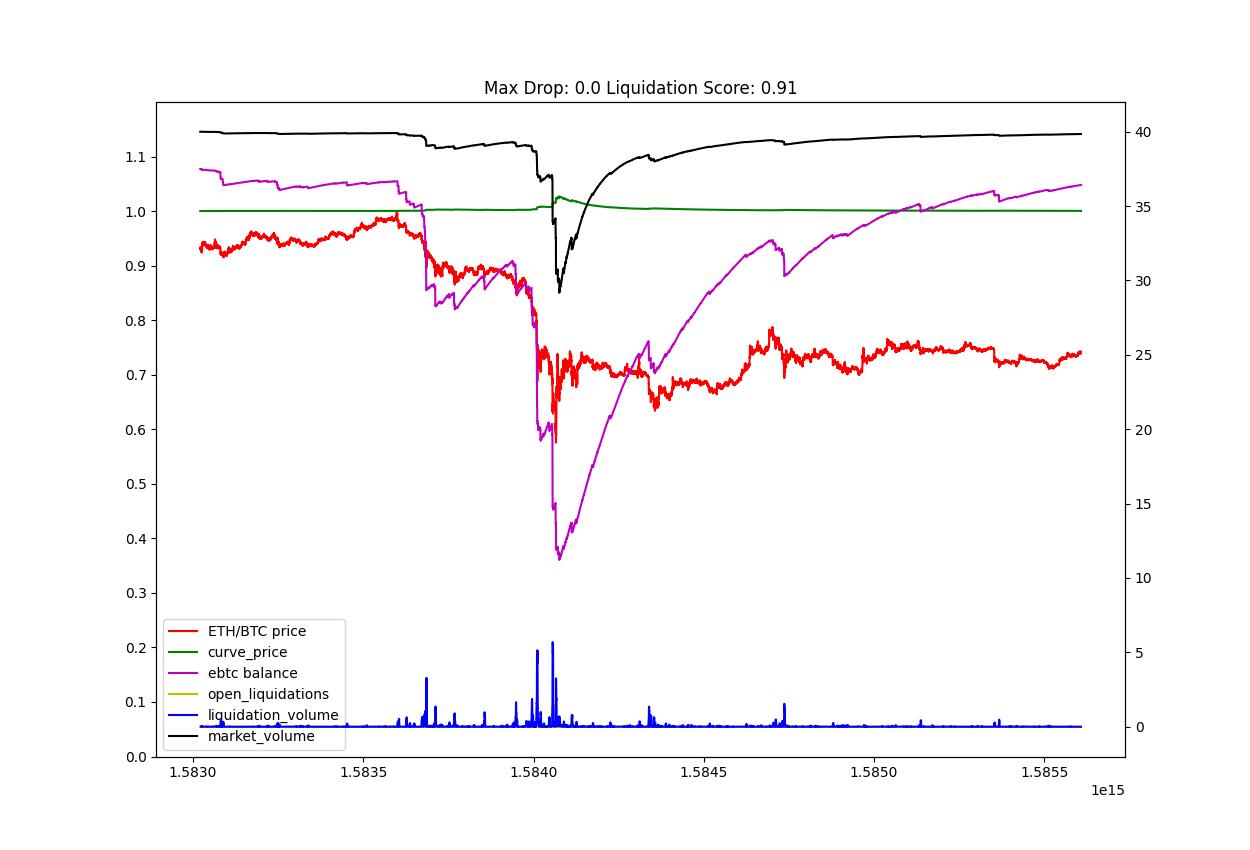 Max Drop: 0.0 Liquidation Score: 0.91
1.1
1.0
0.9
0.8
0.7
0.6
0.5
0.4
0.3
0.2
0.1
0.0
40
35
30
25
20
15
10
5
0
ETH/BTC price
curve_price
ebtc balance
open_liquidations
liquidation_volume
market_volume
1.5830 1.5835 1.5840 1.5845 1.5850 1.5855
1e15